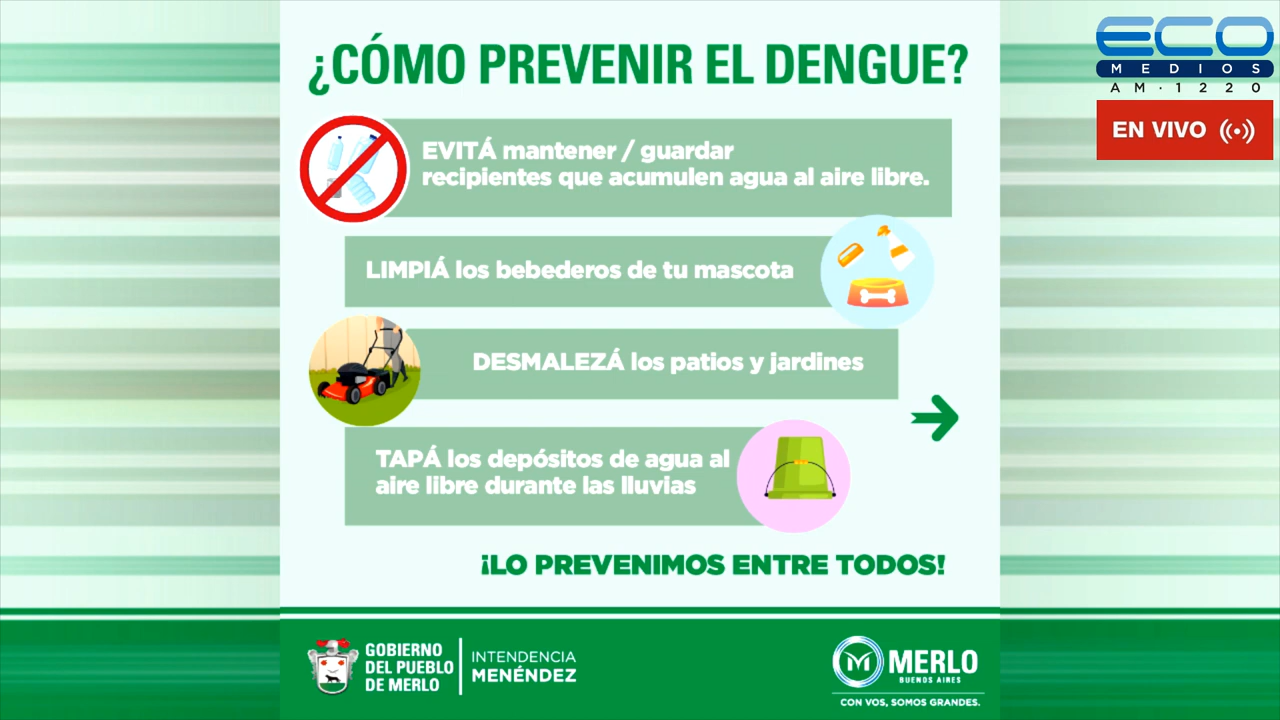 ¿CÓMO PREVENIR EL DENGUE?
ECO
MEDIOS
AM·1220
EN VIVO
EVITÁ mantener / guardar
recipientes que acumulen agua al aire libre.
LIMPIÁ los bebederos de tu mascota
DESMALEZÁ los patios y jardines
TAPÁ los depósitos de agua al
aire libre durante las lluvias
¡LO PREVENIMOS ENTRE TODOS!
GOBIERNO
DEL PUEBLO
DE MERLO
INTENDENCIA
MENÉNDEZ
MERLO
BUENOS AIRES
CON VOS, SOMOS GRANDES.